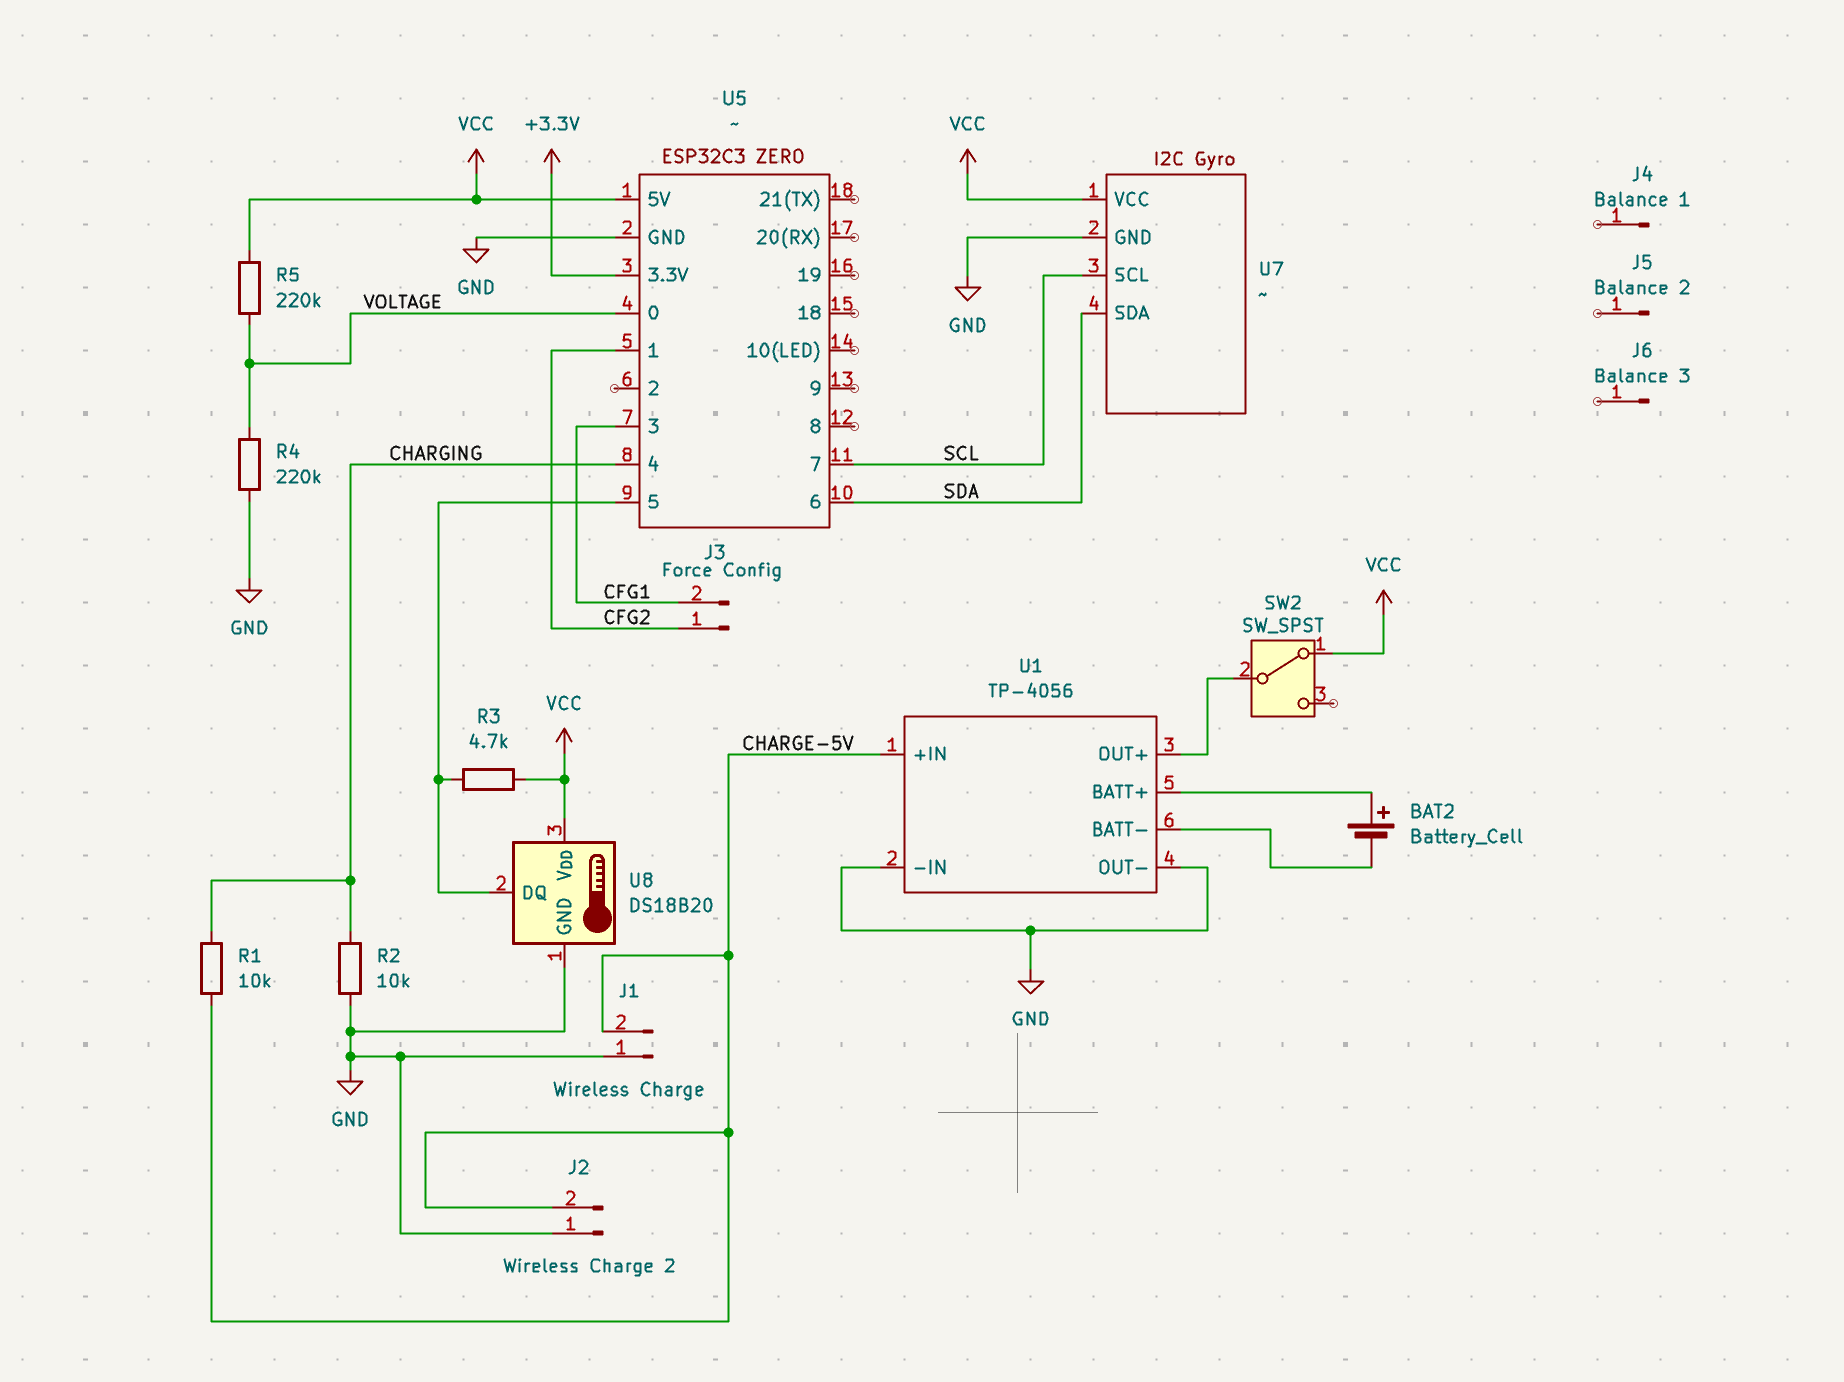 U5
~
VCC
+3.3V
ESP32C3 ZERO
1 5V
2 GND
3 3.3V
4 0
5 1
6 2
7 3
8 4
9 5
21(TX) 18
20(RX) 17
19 16
18 15
10(LED) 14
9 13
8 12
7 11
6 10
GND
R5
220k
VOLTAGE
R4
220k
GND
CHARGING
VCC
I2C Gyro
1 VCC
2 GND
3 SCL
4 SDA
U7
~
GND
SCL
SDA
J4
Balance 1
1
J5
Balance 2
1
J6
Balance 3
1
J3
Force Config
CFG1 2
CFG2 1
VCC
SW2
SW_SPST
1
2
3
U1
TP-4056
CHARGE-5V
1 +IN
2 -IN
OUT+ 3
BATT+ 5
BATT- 6
OUT- 4
+
BAT2
Battery_Cell
GND
R3
4.7k
VCC
3
VDD
2 DQ
GND
1
U8
DS18B20
R1
10k
R2
10k
J1
2
1
Wireless Charge
GND
J2
2
1
Wireless Charge 2